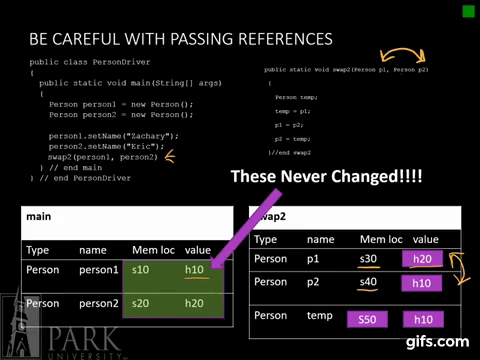 BE CAREFUL WITH PASSING REFERENCES
public class PersonDriver
{
public static void main(String[] args)
{
Person person1 = new Person();
Person person2 = new Person();
person1.setName("Zachary");
person2.setName("Eric");
swap2(person1, person2)
} // end main
} // end PersonDriver
public static void swap2(Person p1, Person p2)
{
Person temp;
temp = p1;
p1 = p2;
p2 = temp;
}//end swap2
These Never Changed!!!!
main
Type name Mem loc value
Person person1 s10 h10
Person person2 s20 h20
swap2
Type name Mem loc value
Person p1 s30 h20
Person p2 s40 h10
Person temp S50 h10
PARK
UNIVERSITY
gifs.com